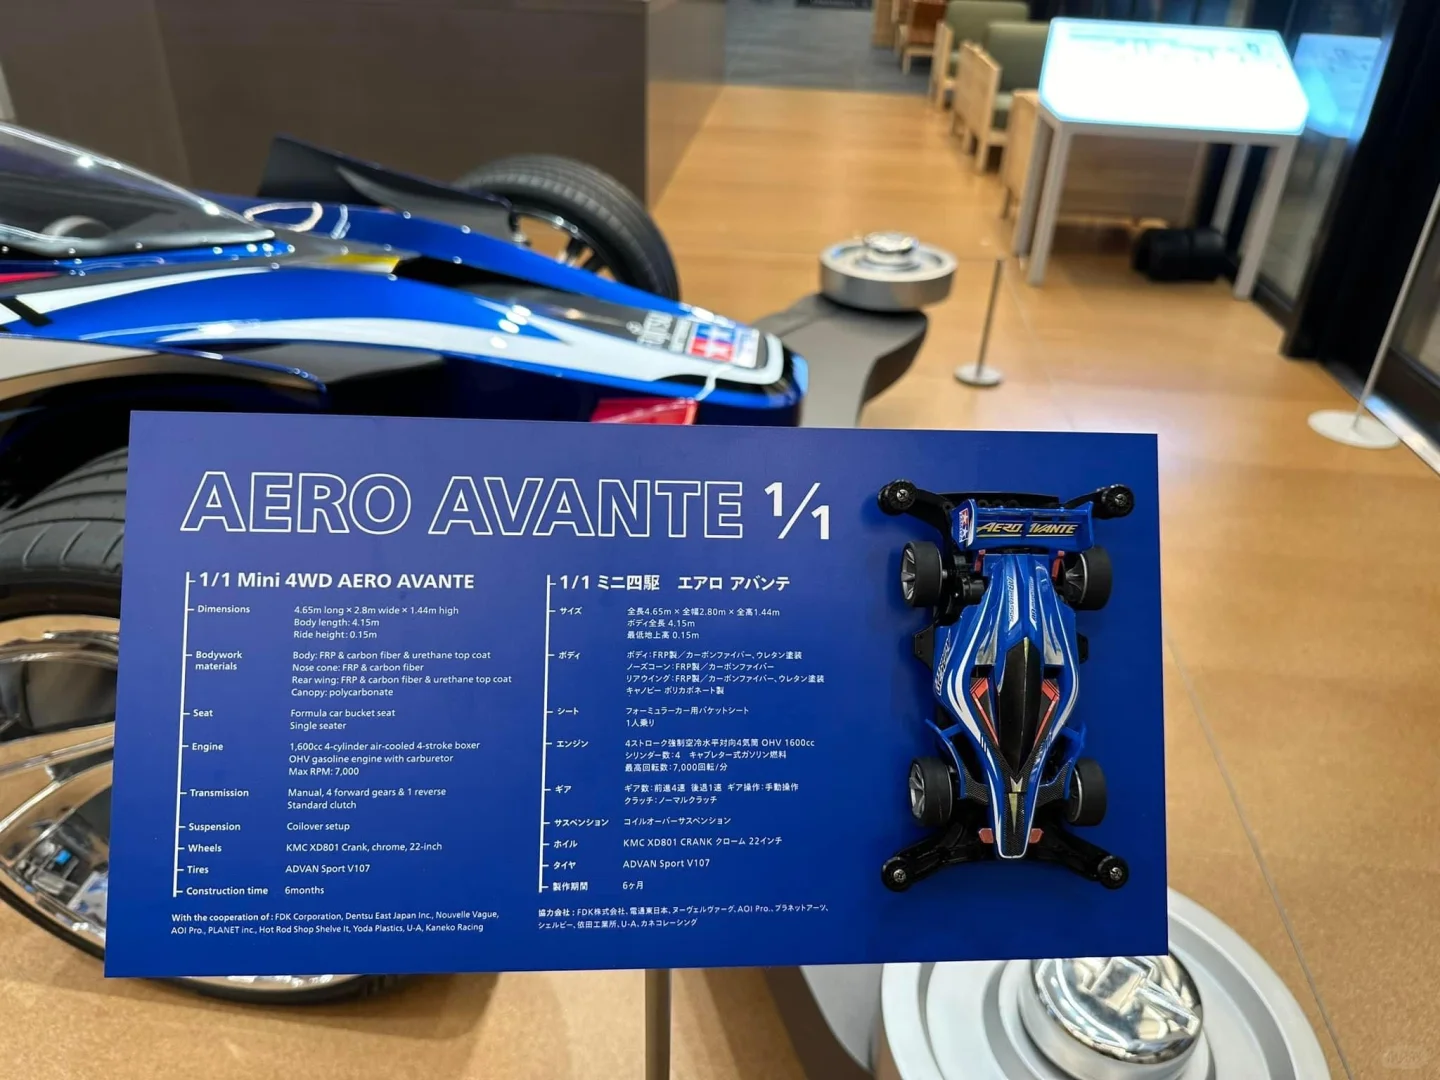 AERO AVANTE 1/1
1/1 Mini 4WD AERO AVANTE
Dimensions 4.65m long × 2.8m wide × 1.44m high
Body length: 4.15m
Ride height: 0.15m
Bodywork materials Body: FRP & carbon fiber & urethane top coat
Nose cone: FRP & carbon fiber
Rear wing: FRP & carbon fiber & urethane top coat
Canopy: polycarbonate
Seat Formula car bucket seat
Single seater
Engine 1,600cc 4-cylinder air-cooled 4-stroke boxer
OHV gasoline engine with carburetor
Max RPM: 7,000
Transmission Manual, 4 forward gears & 1 reverse
Standard clutch
Suspension Coilover setup
Wheels KMC XD801 Crank, chrome, 22-inch
Tires ADVAN Sport V107
Construction time 6months
With the cooperation of : FDK Corporation, Dentsu East Japan Inc., Nouvelle Vague,
AOI Pro., PLANET inc., Hot Rod Shop Shelve It, Yoda Plastics, U-A, Kaneko Racing
1/1 ミニ四駆 エアロ アバンテ
サイズ 全長4.65m × 全幅2.80m × 全高1.44m
ボディ全長 4.15m
最低地上高 0.15m
ボディ ボディ:FRP製/カーボンファイバー、ウレタン塗装
ノーズコーン:FRP製/カーボンファイバー
リアウイング:FRP製/カーボンファイバー、ウレタン塗装
キャノピー ポリカボネート製
シート フォーミュラーカー用バケットシート
1人乗り
エンジン 4ストローク強制空冷水平対向4気筒 OHV 1600cc
シリンダー数:4 キャブレター式ガソリン燃料
最高回転数:7,000回転/分
ギア ギア数:前進4速 後退1速 ギア操作:手動操作
クラッチ:ノーマルクラッチ
サスペンション コイルオーバーサスペンション
ホイル KMC XD801 CRANK クローム 22インチ
タイヤ ADVAN Sport V107
製作期間 6ヶ月
協力会社:FDK株式会社、電通東日本、ヌーヴェルヴァーグ、AOI Pro.、プラネットアーツ、
シェルビー、依田工業所、U-A、カネコレーシング
AERO AVANTE